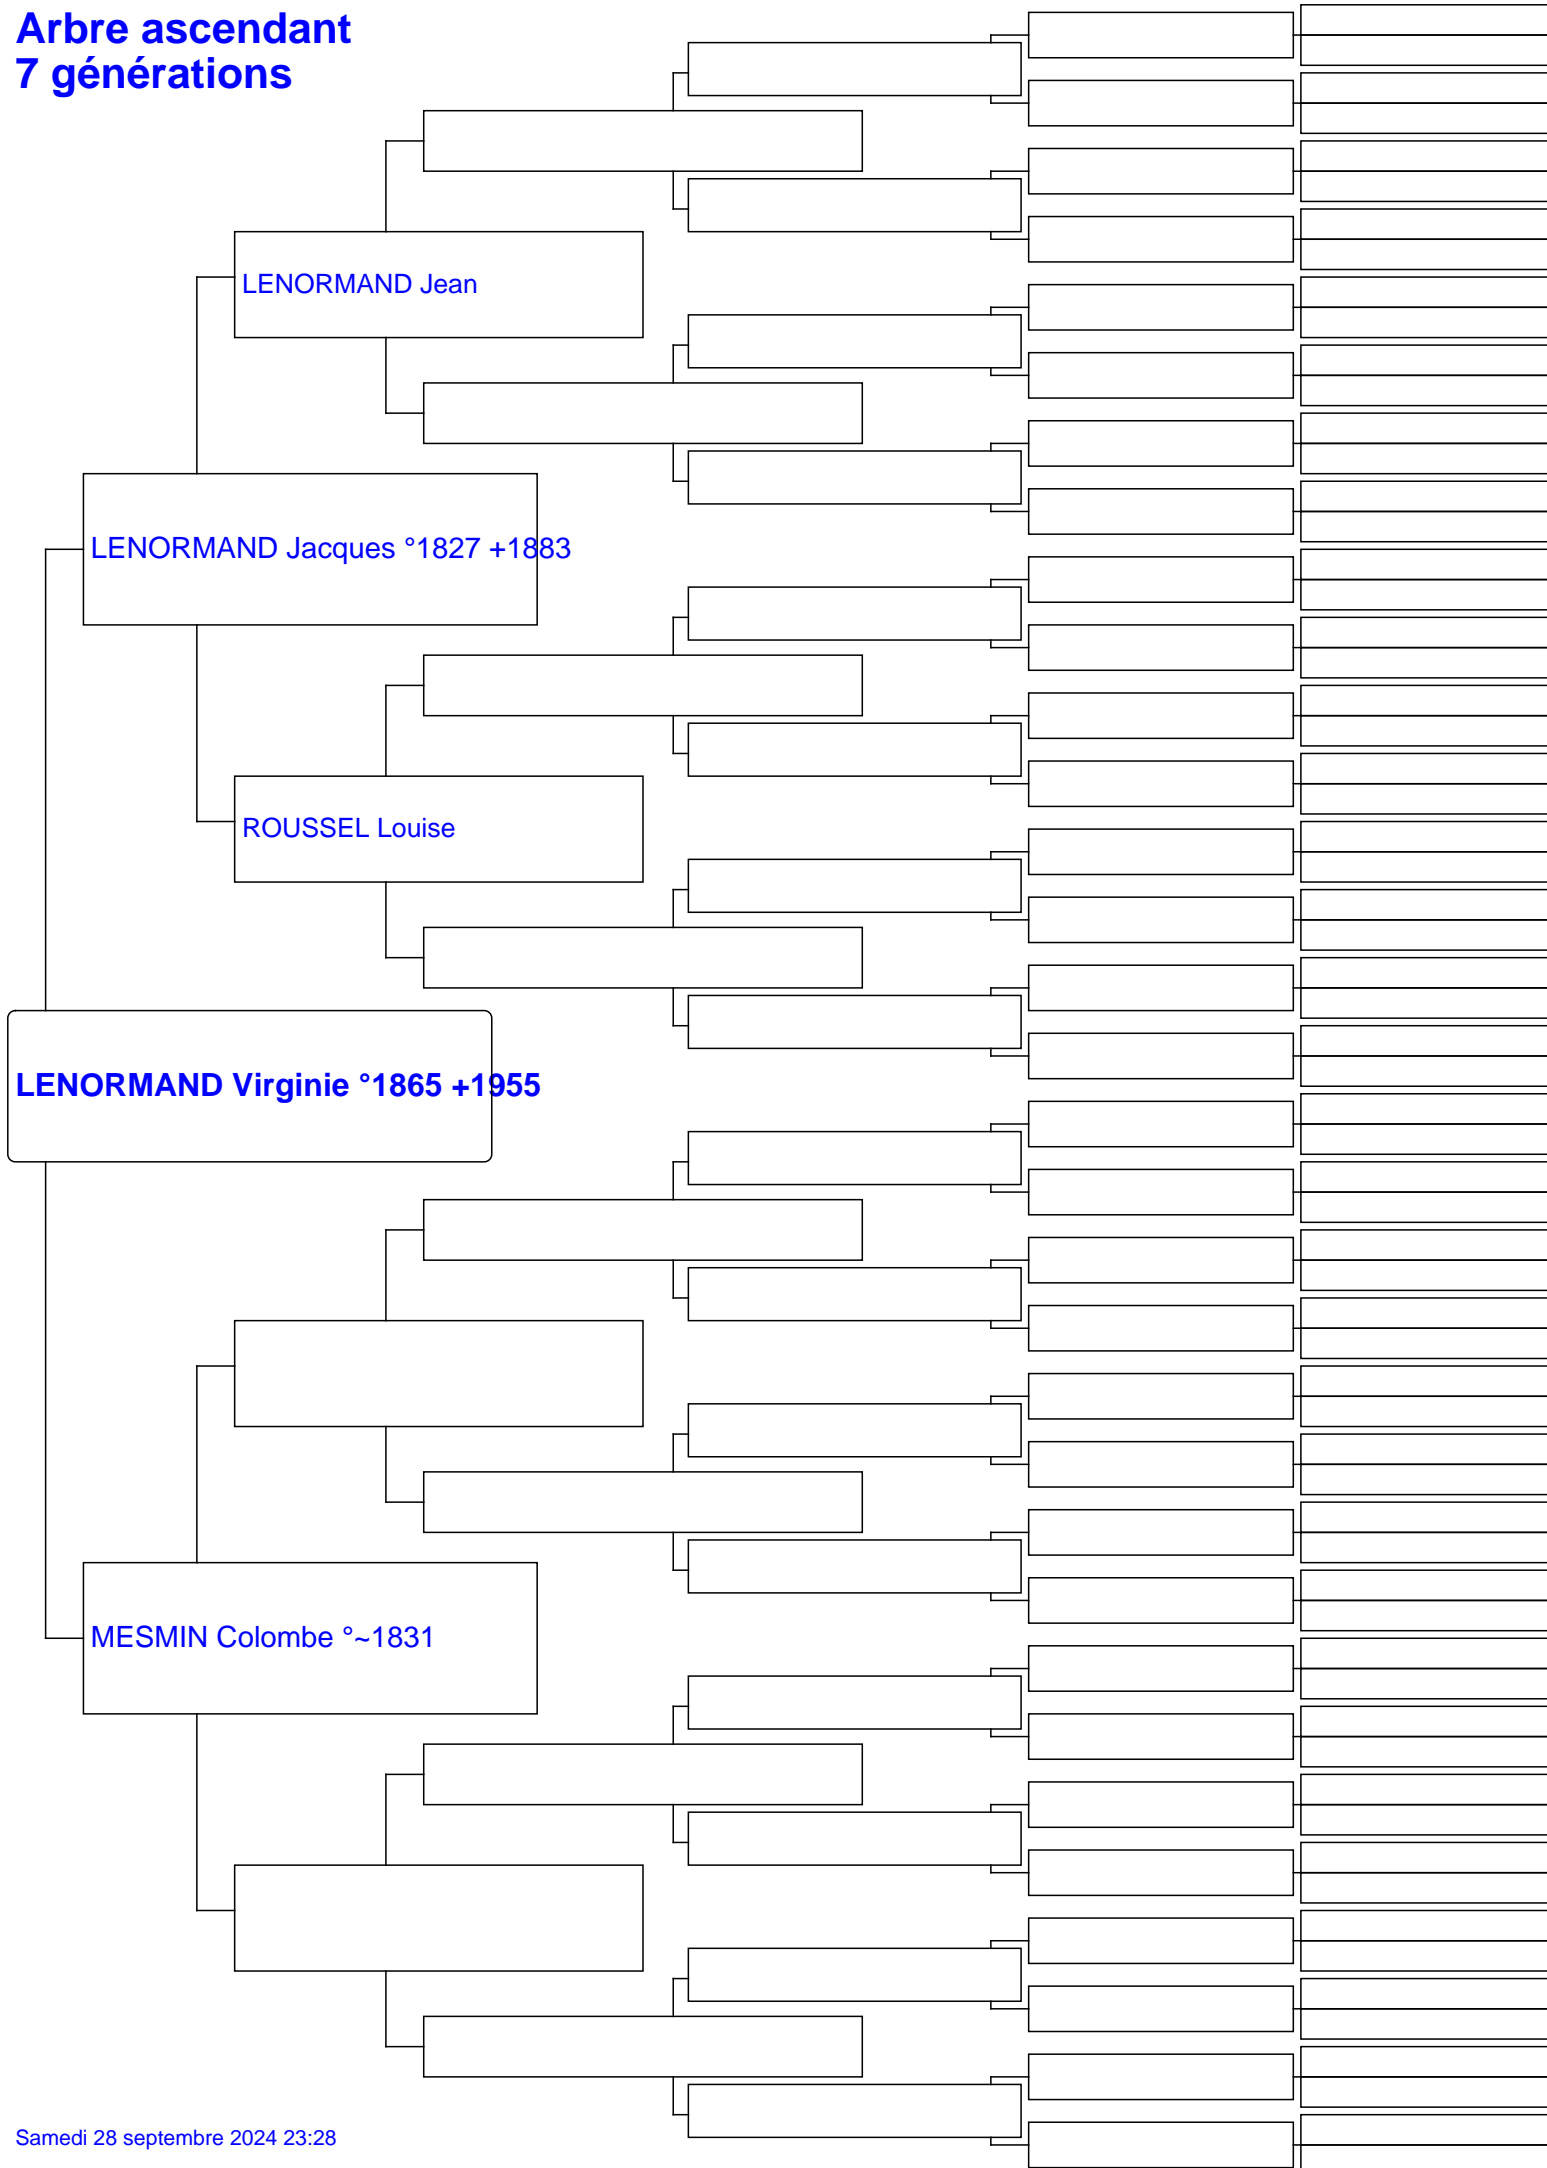 Arbre ascendant
7 générations
LENORMAND Jean
LENORMAND Jacques °1827 +1883
ROUSSEL Louise
LENORMAND Virginie °1865 +1955
MESMIN Colombe °~1831
Samedi 28 septembre 2024 23:28